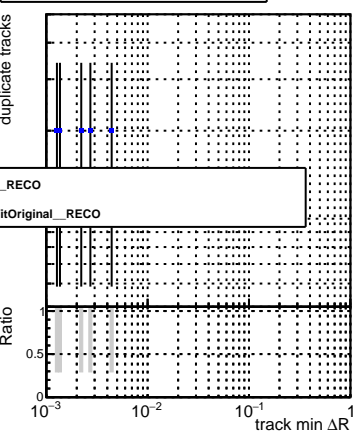 duplicate tracks
_RECO
itOriginal__RECO
Ratio
1
0.5
0
10⁻³ 10⁻² 10⁻¹ 1
track min ΔR